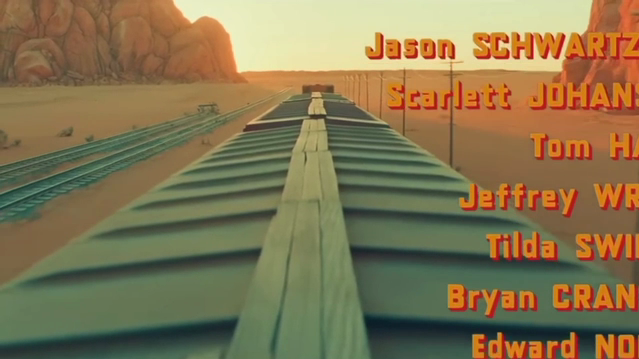 Jason SCHWARTZ
Scarlett JOHANS
Tom HA
Jeffrey WR
Tilda SWI
Bryan CRAN
Edward NO